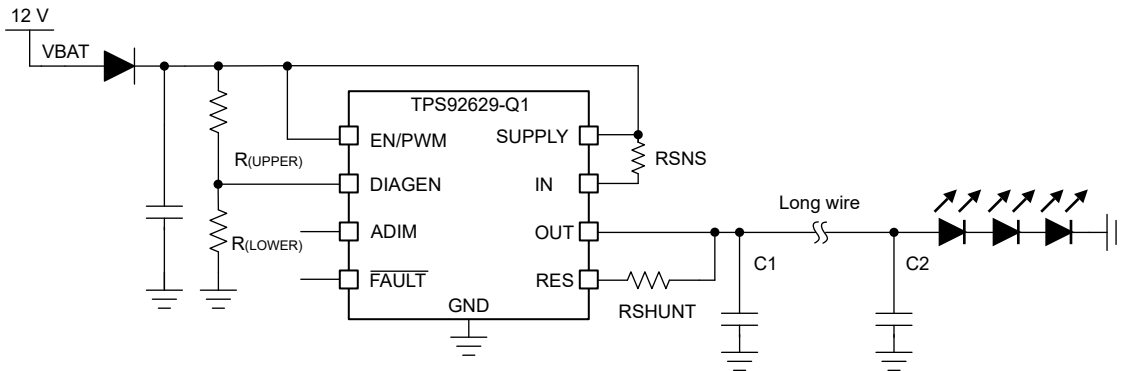 12 V
VBAT
TPS92629-Q1
EN/PWM
SUPPLY
RSNS
R(UPPER)
DIAGEN
IN
Long wire
R(LOWER)
ADIM
OUT
C1
C2
FAULT
RES
RSHUNT
GND